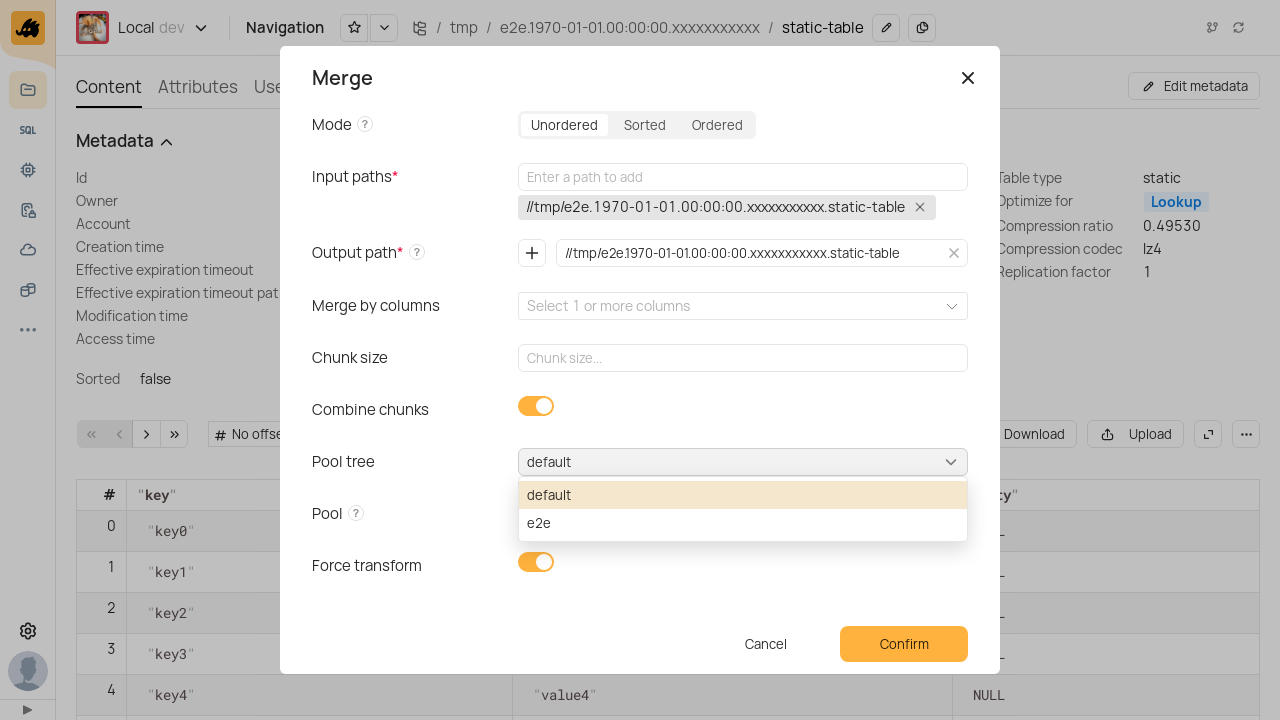 Local dev Navigation / tmp / e2e.1970-01-01.00:00:00.xxxxxxxxxxx / static-table
Merge
Content Attributes Use Edit metadata
Mode ? Unordered Sorted Ordered
Metadata
Input paths* Enter a path to add
//tmp/e2e.1970-01-01.00:00:00.xxxxxxxxxxx.static-table
Id
Owner
Account
Creation time
Effective expiration timeout
Effective expiration timeout pat
Modification time
Access time
Sorted false
Table type static
Optimize for Lookup
Compression ratio 0.49530
Compression codec lz4
Replication factor 1
SQL
Output path* ? //tmp/e2e.1970-01-01.00:00:00.xxxxxxxxxxx.static-table
Merge by columns Select 1 or more columns
Chunk size Chunk size...
Combine chunks
# No offse Download Upload
Pool tree default
default
e2e
Pool ?
Force transform
# "key" ty"
0 "key0"
1 "key1"
2 "key2"
3 "key3"
4 "key4" "value4" NULL
Cancel Confirm